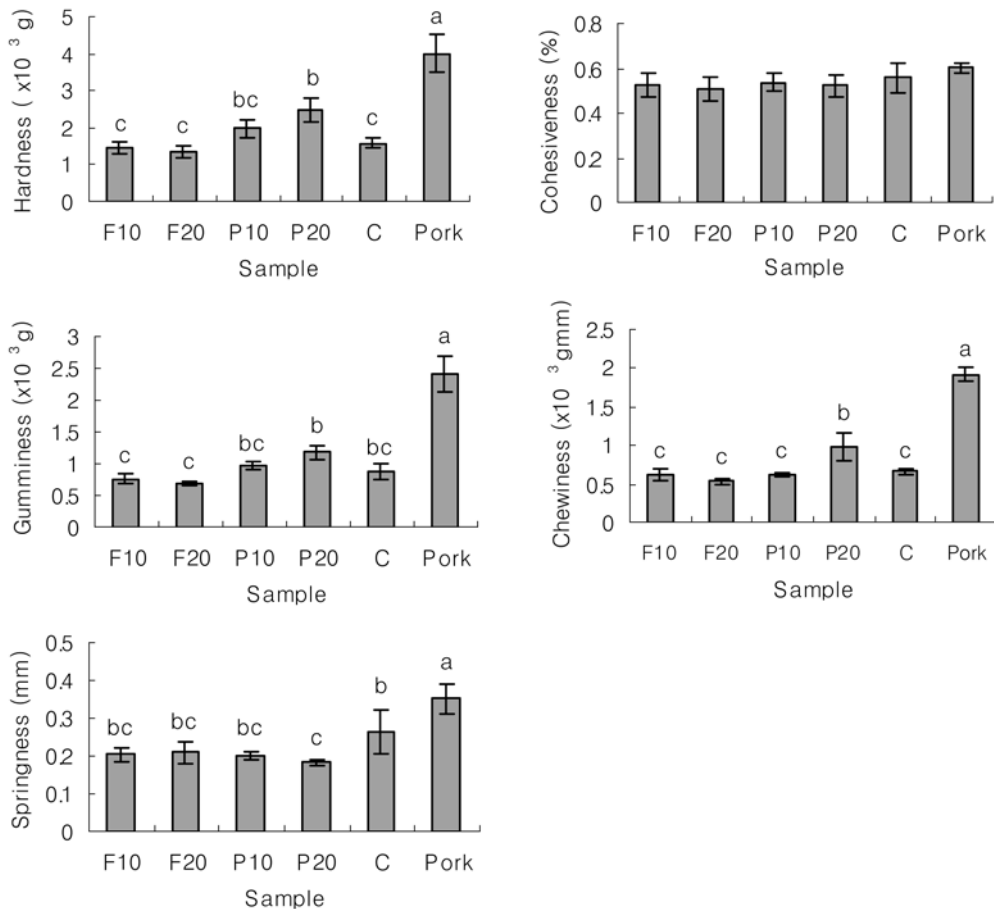 Hardness ( x10 ³ g)
5
4
3
2
1
0
c c bc b c a
F10 F20 P10 P20 C Pork
Sample
Cohesiveness (%)
0.8
0.6
0.4
0.2
0
F10 F20 P10 P20 C Pork
Sample
Gumminess (x10 ³ g)
3
2.5
2
1.5
1
0.5
0
c c bc b bc a
F10 F20 P10 P20 C Pork
Sample
Chewiness (x10 ³ gmm)
2.5
2
1.5
1
0.5
0
c c c b c a
F10 F20 P10 P20 C Pork
Sample
Springness (mm)
0.5
0.4
0.3
0.2
0.1
0
bc bc bc c b a
F10 F20 P10 P20 C Pork
Sample